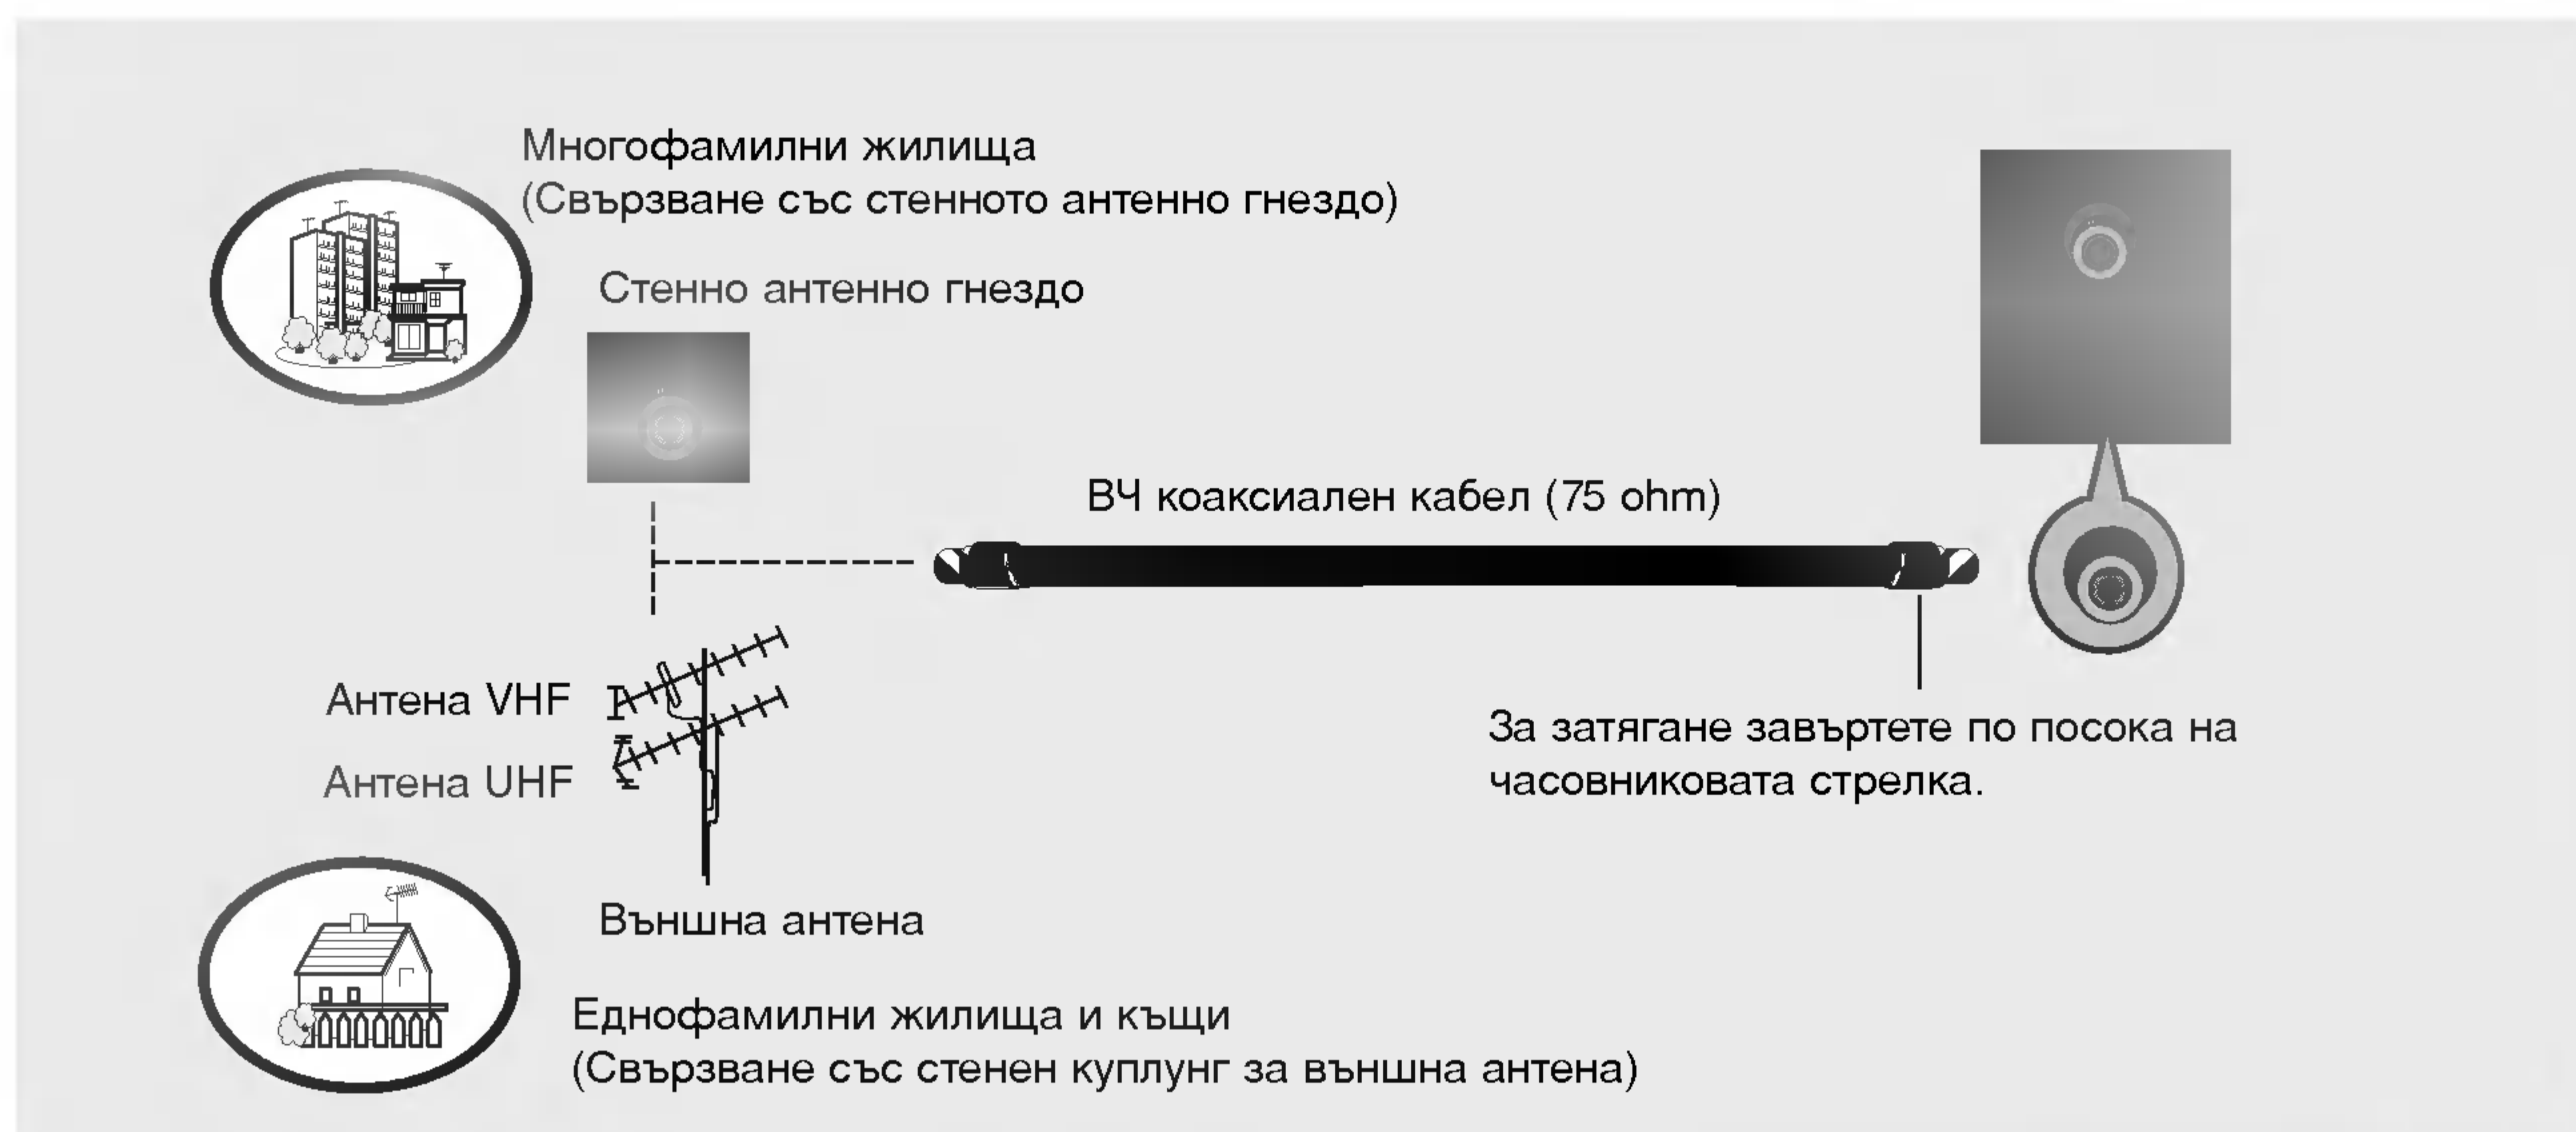 Многофамилни жилища
(Свързване със стенното антенно гнездо)
Стенно антенно гнездо
ВЧ коаксиален кабел (75 ohm)
Антена VHF
Антена UHF
За затягане завъртете по посока на
часовниковата стрелка.
Външна антена
Еднофамилни жилища и къщи
(Свързване със стенен куплунг за външна антена)